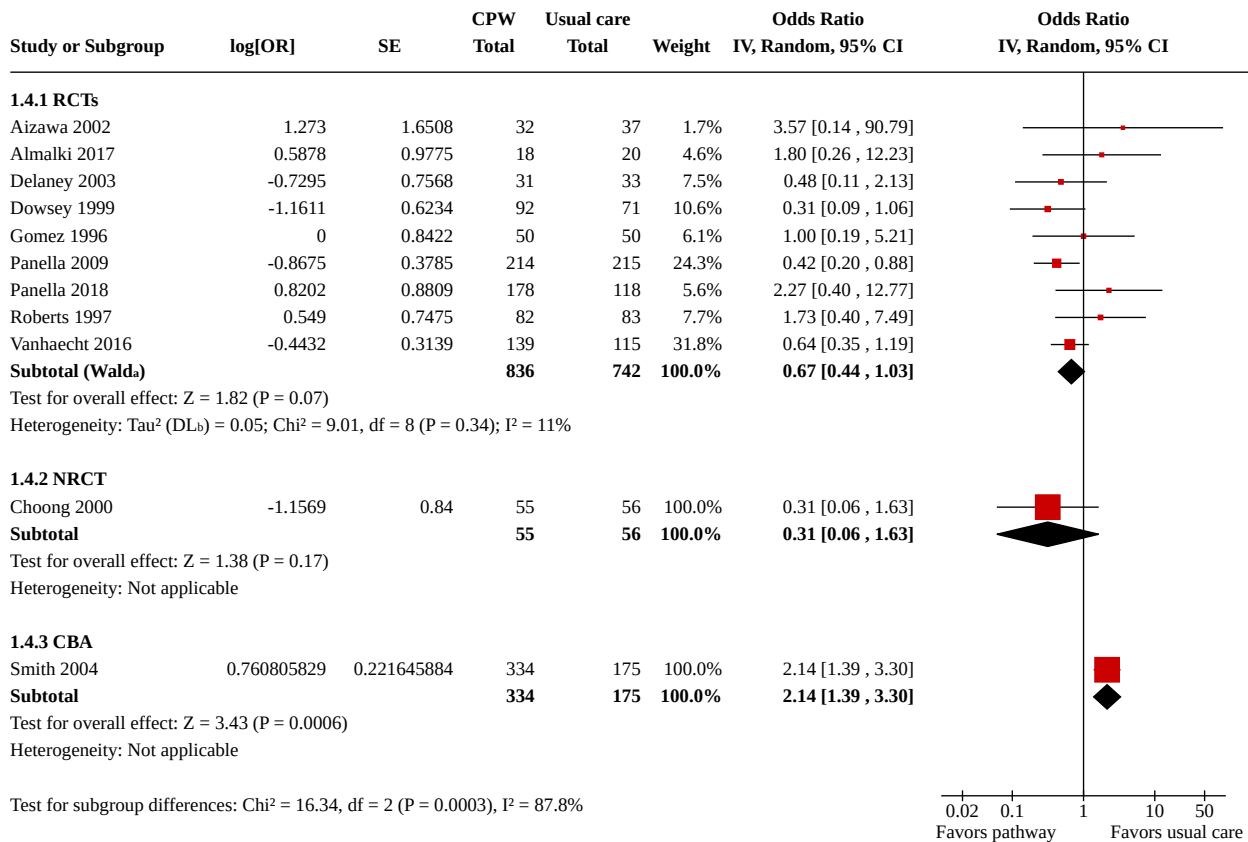 CPW Usual care Odds Ratio Odds Ratio
Study or Subgroup log[OR] SE Total Total Weight IV, Random, 95% CI IV, Random, 95% CI
1.4.1 RCTs
Aizawa 2002 1.273 1.6508 32 37 1.7% 3.57 [0.14 , 90.79]
Almalki 2017 0.5878 0.9775 18 20 4.6% 1.80 [0.26 , 12.23]
Delaney 2003 -0.7295 0.7568 31 33 7.5% 0.48 [0.11 , 2.13]
Dowsey 1999 -1.1611 0.6234 92 71 10.6% 0.31 [0.09 , 1.06]
Gomez 1996 0 0.8422 50 50 6.1% 1.00 [0.19 , 5.21]
Panella 2009 -0.8675 0.3785 214 215 24.3% 0.42 [0.20 , 0.88]
Panella 2018 0.8202 0.8809 178 118 5.6% 2.27 [0.40 , 12.77]
Roberts 1997 0.549 0.7475 82 83 7.7% 1.73 [0.40 , 7.49]
Vanhaecht 2016 -0.4432 0.3139 139 115 31.8% 0.64 [0.35 , 1.19]
Subtotal (Waldₐ) 836 742 100.0% 0.67 [0.44 , 1.03]
Test for overall effect: Z = 1.82 (P = 0.07)
Heterogeneity: Tau² (DLb) = 0.05; Chi² = 9.01, df = 8 (P = 0.34); I² = 11%
1.4.2 NRCT
Choong 2000 -1.1569 0.84 55 56 100.0% 0.31 [0.06 , 1.63]
Subtotal 55 56 100.0% 0.31 [0.06 , 1.63]
Test for overall effect: Z = 1.38 (P = 0.17)
Heterogeneity: Not applicable
1.4.3 CBA
Smith 2004 0.760805829 0.221645884 334 175 100.0% 2.14 [1.39 , 3.30]
Subtotal 334 175 100.0% 2.14 [1.39 , 3.30]
Test for overall effect: Z = 3.43 (P = 0.0006)
Heterogeneity: Not applicable
Test for subgroup differences: Chi² = 16.34, df = 2 (P = 0.0003), I² = 87.8%
0.02 0.1 1 10 50
Favors pathway Favors usual care